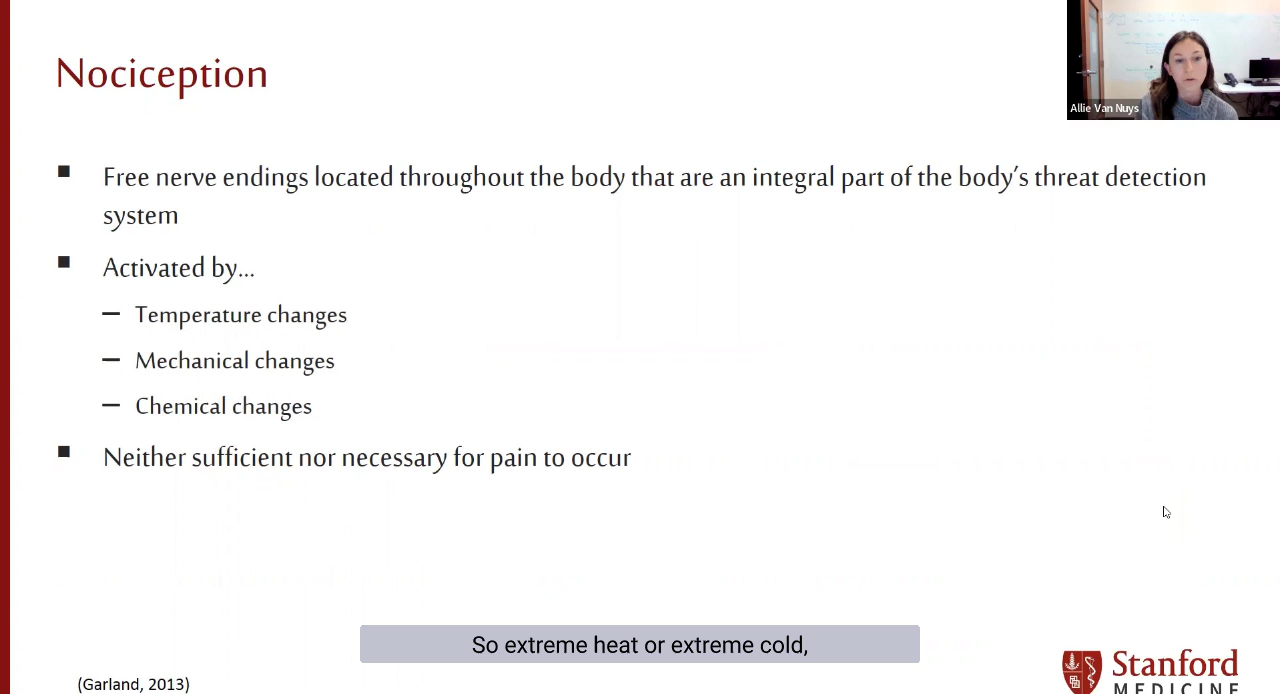 Nociception
Allie Van Nuys
▪ Free nerve endings located throughout the body that are an integral part of the body's threat detection
system
▪ Activated by...
– Temperature changes
– Mechanical changes
– Chemical changes
▪ Neither sufficient nor necessary for pain to occur
So extreme heat or extreme cold,
(Garland, 2013)
Stanford
MEDICINE